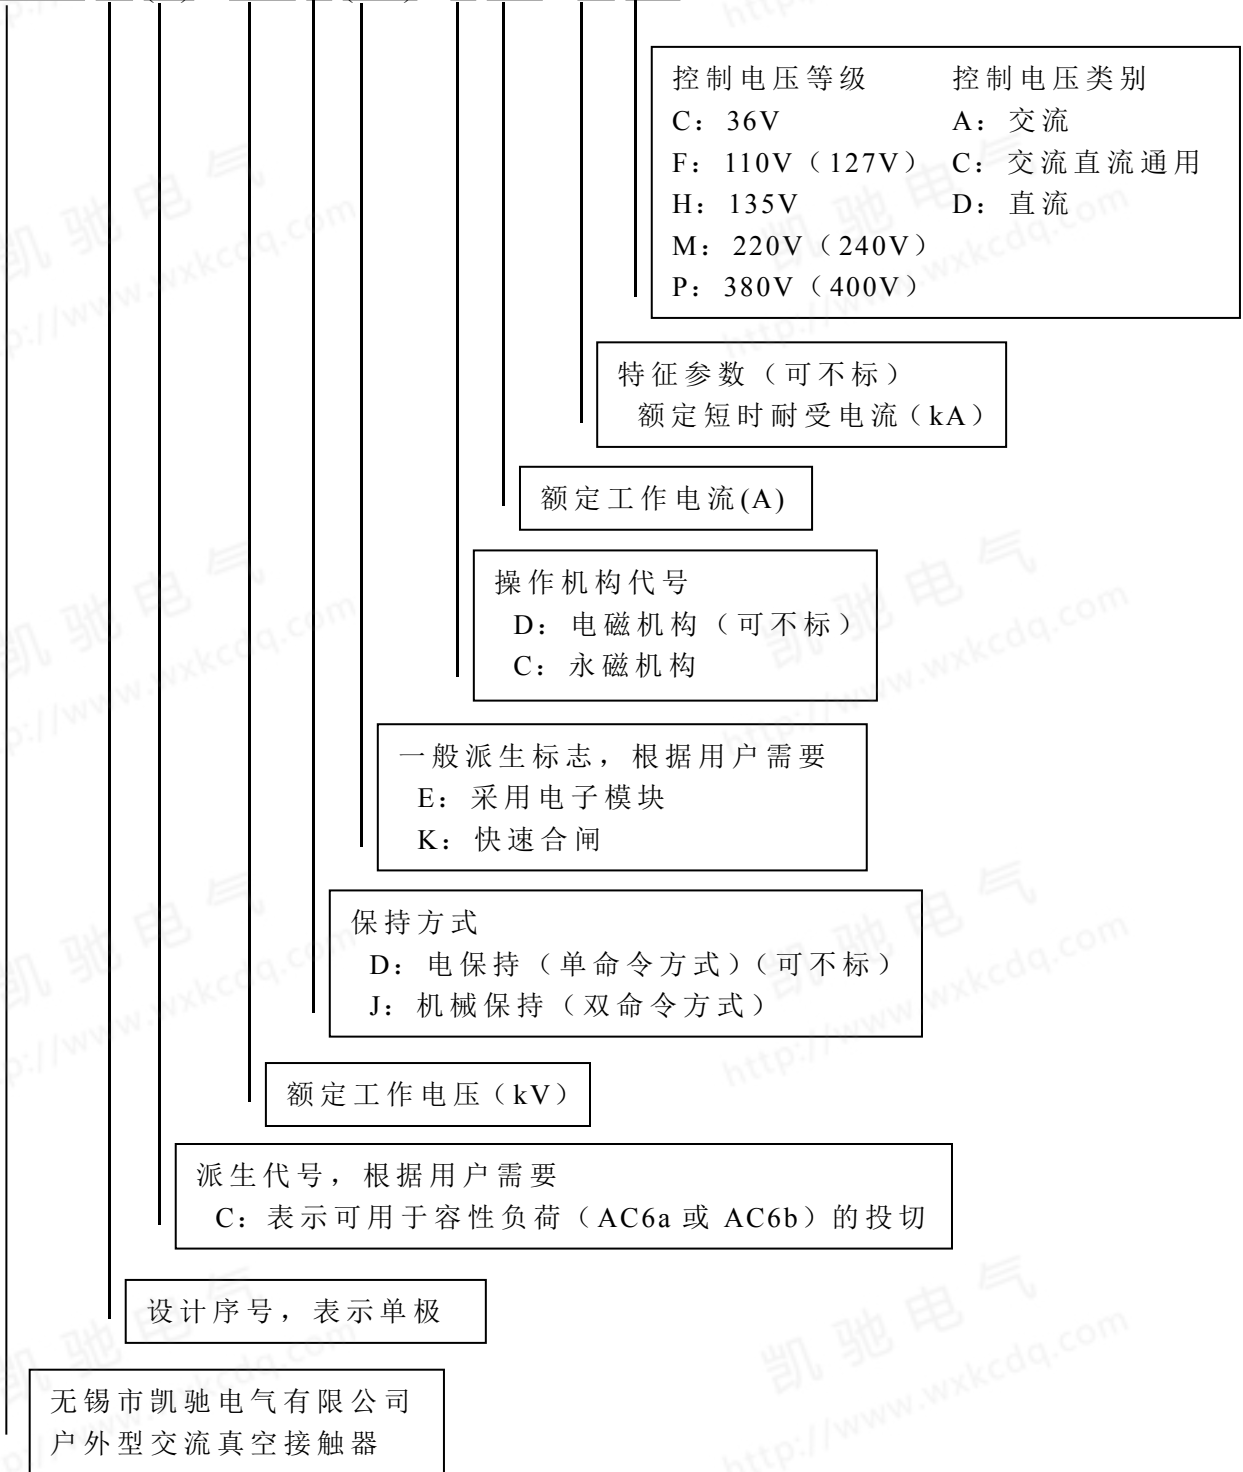 控制电压等级 控制电压类别
C：36V A：交流
F：110V（127V） C：交流直流通用
H：135V D：直流
M：220V（240V）
P：380V（400V）
特征参数（可不标）
额定短时耐受电流（kA）
额定工作电流(A)
操作机构代号
D：电磁机构（可不标）
C：永磁机构
一般派生标志，根据用户需要
E：采用电子模块
K：快速合闸
保持方式
D：电保持（单命令方式）（可不标）
J：机械保持（双命令方式）
额定工作电压（kV）
派生代号，根据用户需要
C：表示可用于容性负荷（AC6a 或 AC6b）的投切
设计序号，表示单极
无锡市凯驰电气有限公司
户外型交流真空接触器
凯驰电气
http://www.wxkcdq.com